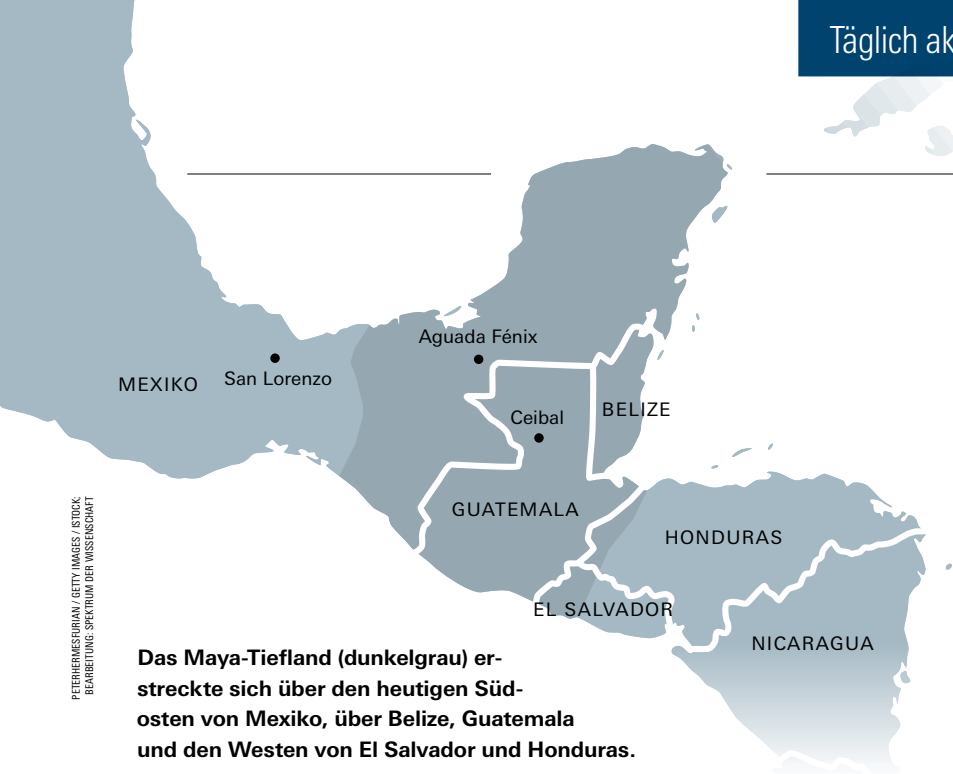 Täglich ak
Aguada Fénix
MEXIKO
San Lorenzo
Ceibal
BELIZE
GUATEMALA
HONDURAS
EL SALVADOR
NICARAGUA
PETERHERMESFURIAN / GETTY IMAGES / ISTOCK;
BEARBEITUNG: SPEKTRUM DER WISSENSCHAFT
Das Maya-Tiefland (dunkelgrau) er-
streckte sich über den heutigen Süd-
osten von Mexiko, über Belize, Guatemala
und den Westen von El Salvador und Honduras.